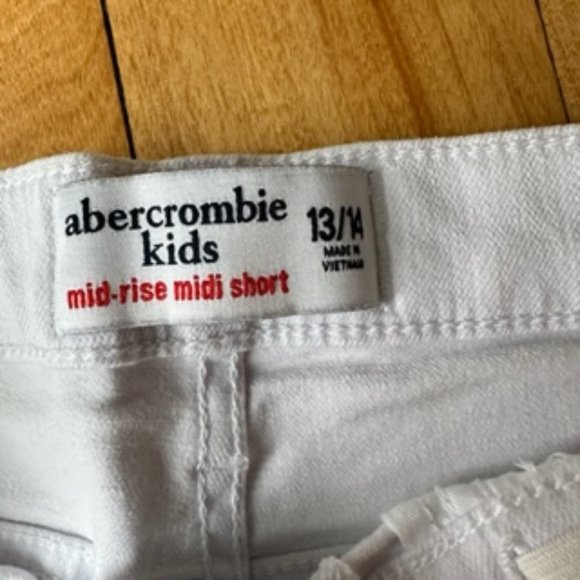 abercrombie
kids
mid-rise midi short
13/14
MADE IN
VIETNAM